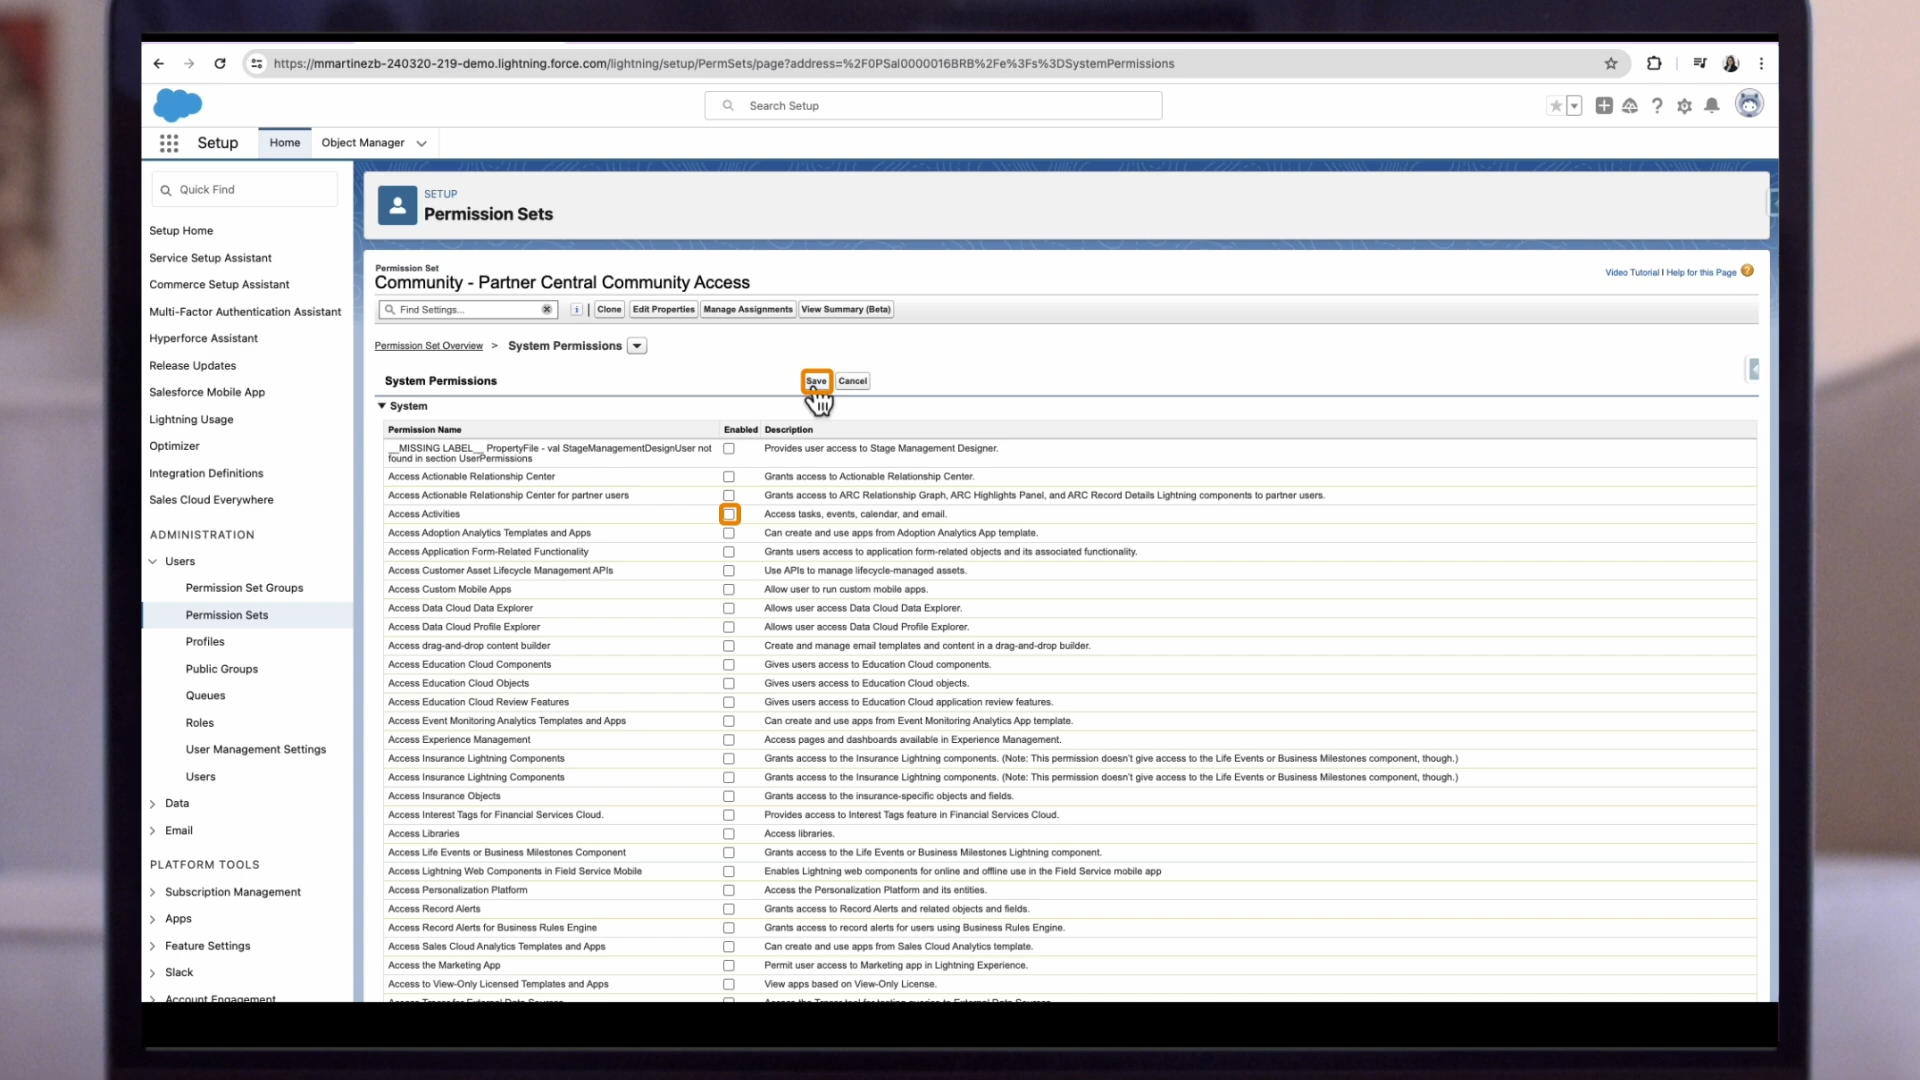 https://mmartinezb-240320-219-demo.lightning.force.com/lightning/setup/PermSets/page?address=%2F0PSal0000016BRB%2Fe%3Fs%3DSystemPermissions
Search Setup
Setup
Home
Object Manager
Quick Find
Setup Home
Service Setup Assistant
Commerce Setup Assistant
Multi-Factor Authentication Assistant
Hyperforce Assistant
Release Updates
Salesforce Mobile App
Lightning Usage
Optimizer
Integration Definitions
Sales Cloud Everywhere
ADMINISTRATION
Users
Permission Set Groups
Permission Sets
Profiles
Public Groups
Queues
Roles
User Management Settings
Users
Data
Email
PLATFORM TOOLS
Subscription Management
Apps
Feature Settings
Slack
Account Engagement
SETUP
Permission Sets
Permission Set
Community - Partner Central Community Access
Video Tutorial | Help for this Page
Find Settings... | Clone Edit Properties Manage Assignments View Summary (Beta)
Permission Set Overview > System Permissions
System Permissions Save Cancel
System
Permission Name Enabled Description
__MISSING LABEL__ PropertyFile - val StageManagementDesignUser not Provides user access to Stage Management Designer.
found in section UserPermissions
Access Actionable Relationship Center Grants access to Actionable Relationship Center.
Access Actionable Relationship Center for partner users Grants access to ARC Relationship Graph, ARC Highlights Panel, and ARC Record Details Lightning components to partner users.
Access Activities Access tasks, events, calendar, and email.
Access Adoption Analytics Templates and Apps Can create and use apps from Adoption Analytics App template.
Access Application Form-Related Functionality Grants users access to application form-related objects and its associated functionality.
Access Customer Asset Lifecycle Management APIs Use APIs to manage lifecycle-managed assets.
Access Custom Mobile Apps Allow user to run custom mobile apps.
Access Data Cloud Data Explorer Allows user access Data Cloud Data Explorer.
Access Data Cloud Profile Explorer Allows user access Data Cloud Profile Explorer.
Access drag-and-drop content builder Create and manage email templates and content in a drag-and-drop builder.
Access Education Cloud Components Gives users access to Education Cloud components.
Access Education Cloud Objects Gives users access to Education Cloud objects.
Access Education Cloud Review Features Gives users access to Education Cloud application review features.
Access Event Monitoring Analytics Templates and Apps Can create and use apps from Event Monitoring Analytics App template.
Access Experience Management Access pages and dashboards available in Experience Management.
Access Insurance Lightning Components Grants access to the Insurance Lightning components. (Note: This permission doesn't give access to the Life Events or Business Milestones component, though.)
Access Insurance Lightning Components Grants access to the Insurance Lightning components. (Note: This permission doesn't give access to the Life Events or Business Milestones component, though.)
Access Insurance Objects Grants access to the insurance-specific objects and fields.
Access Interest Tags for Financial Services Cloud. Provides access to Interest Tags feature in Financial Services Cloud.
Access Libraries Access libraries.
Access Life Events or Business Milestones Component Grants access to the Life Events or Business Milestones Lightning component.
Access Lightning Web Components in Field Service Mobile Enables Lightning web components for online and offline use in the Field Service mobile app
Access Personalization Platform Access the Personalization Platform and its entities.
Access Record Alerts Grants access to Record Alerts and related objects and fields.
Access Record Alerts for Business Rules Engine Grants access to record alerts for users using Business Rules Engine.
Access Sales Cloud Analytics Templates and Apps Can create and use apps from Sales Cloud Analytics template.
Access the Marketing App Permit user access to Marketing app in Lightning Experience.
Access to View-Only Licensed Templates and Apps View apps based on View-Only License.